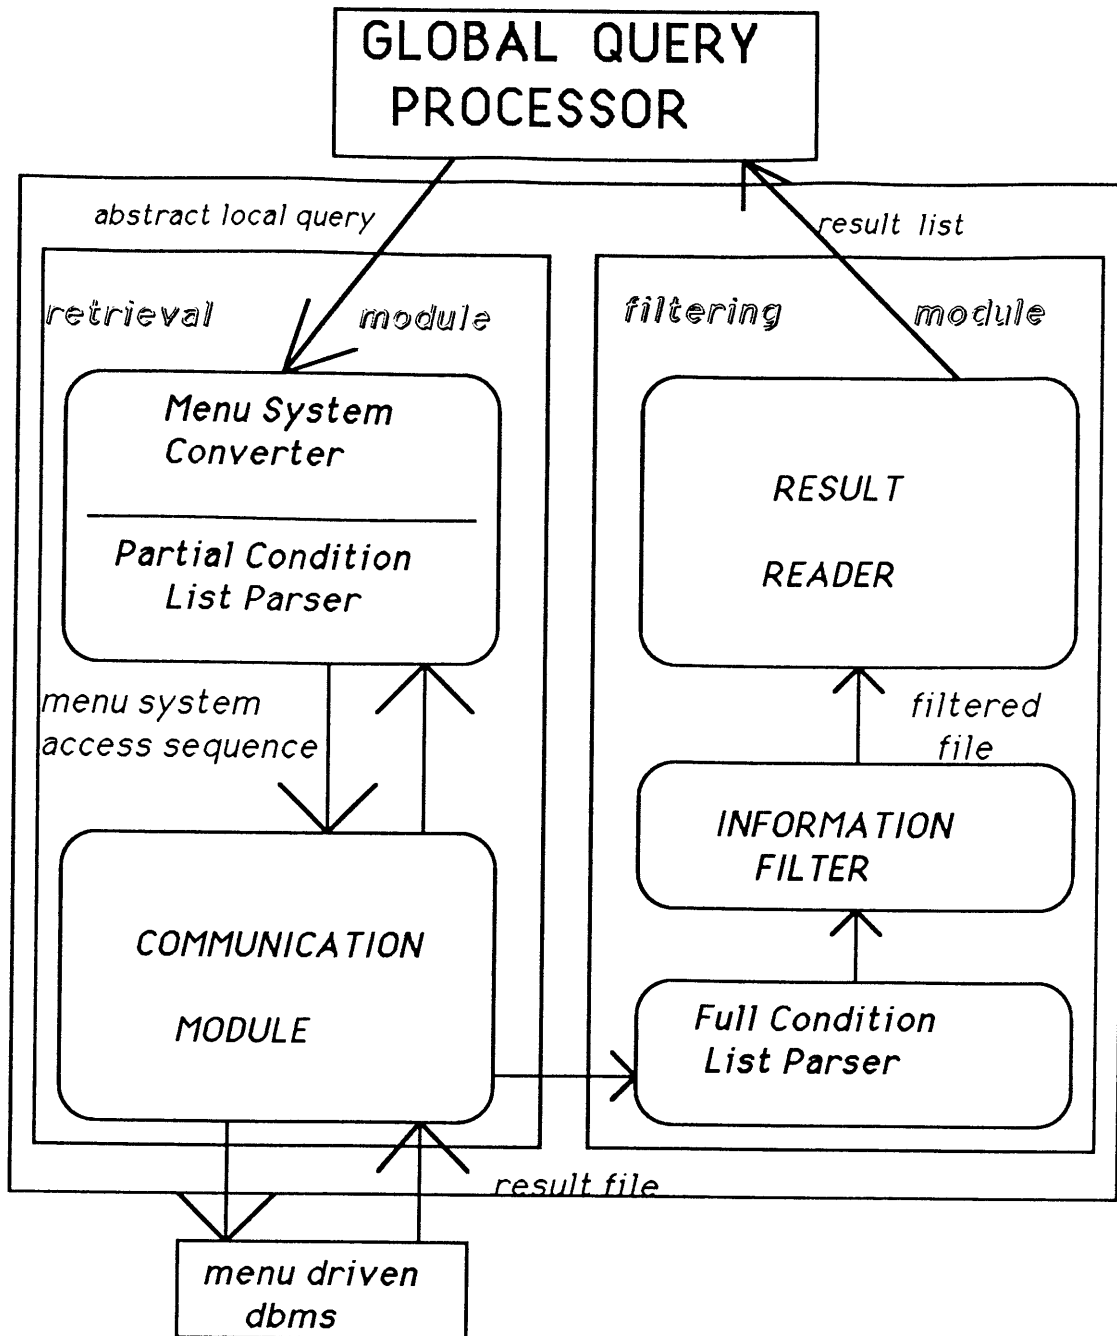 GLOBAL QUERY
PROCESSOR
abstract local query
result list
retrieval module
filtering module
Menu System
Converter
Partial Condition
List Parser
RESULT
READER
menu system
access sequence
filtered
file
INFORMATION
FILTER
COMMUNICATION
MODULE
Full Condition
List Parser
result file
menu driven
dbms